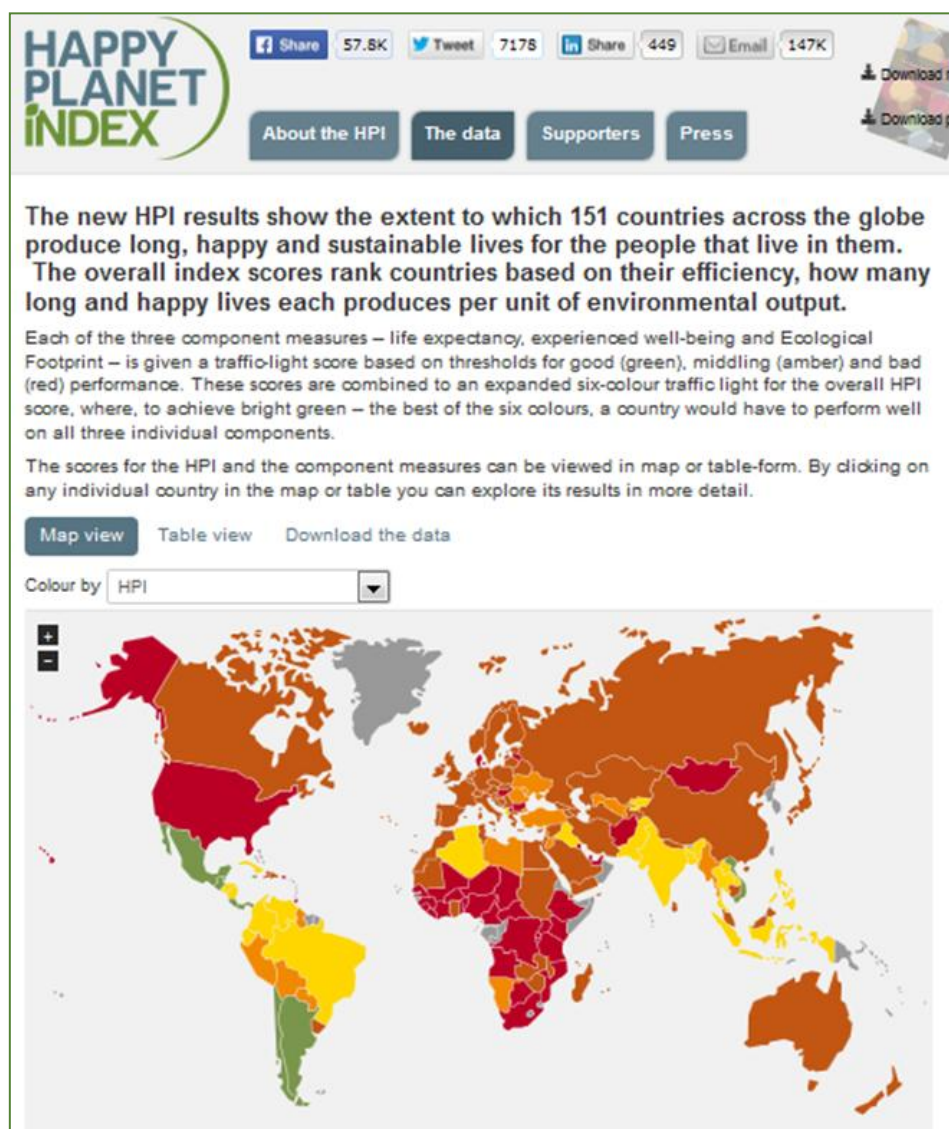 HAPPY
PLANET
INDEX
Share 57.8K Tweet 7178 Share 449 Email 147K
Download
Download
About the HPI The data Supporters Press
The new HPI results show the extent to which 151 countries across the globe
produce long, happy and sustainable lives for the people that live in them.
The overall index scores rank countries based on their efficiency, how many
long and happy lives each produces per unit of environmental output.
Each of the three component measures – life expectancy, experienced well-being and Ecological
Footprint – is given a traffic-light score based on thresholds for good (green), middling (amber) and bad
(red) performance. These scores are combined to an expanded six-colour traffic light for the overall HPI
score, where, to achieve bright green – the best of the six colours, a country would have to perform well
on all three individual components.
The scores for the HPI and the component measures can be viewed in map or table-form. By clicking on
any individual country in the map or table you can explore its results in more detail.
Map view Table view Download the data
Colour by HPI
+
-